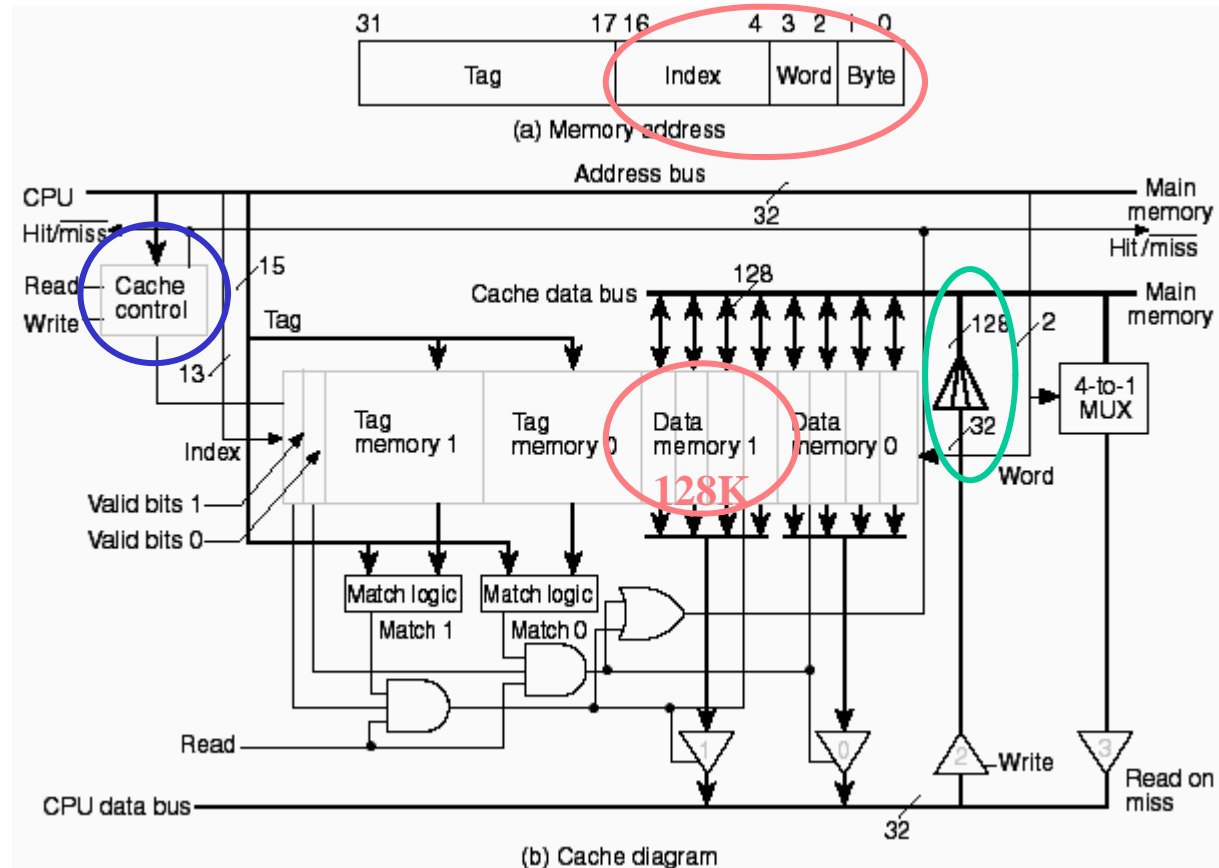 31 17 16 4 3 2 1 0
Tag Index Word Byte
(a) Memory address
Address bus
CPU
32
Main memory
Hit/miss
Hit/miss
15
Read
Write
Cache control
128
Cache data bus
Main memory
Tag
128
2
13
4-to-1 MUX
Tag memory 1
Tag memory 0
Data memory 1
Data memory 0
32
Index
128K
Word
Valid bits 1
Valid bits 0
Match logic
Match logic
Match 1
Match 0
Read
1
0
2
3
Write
Read on miss
CPU data bus
32
(b) Cache diagram